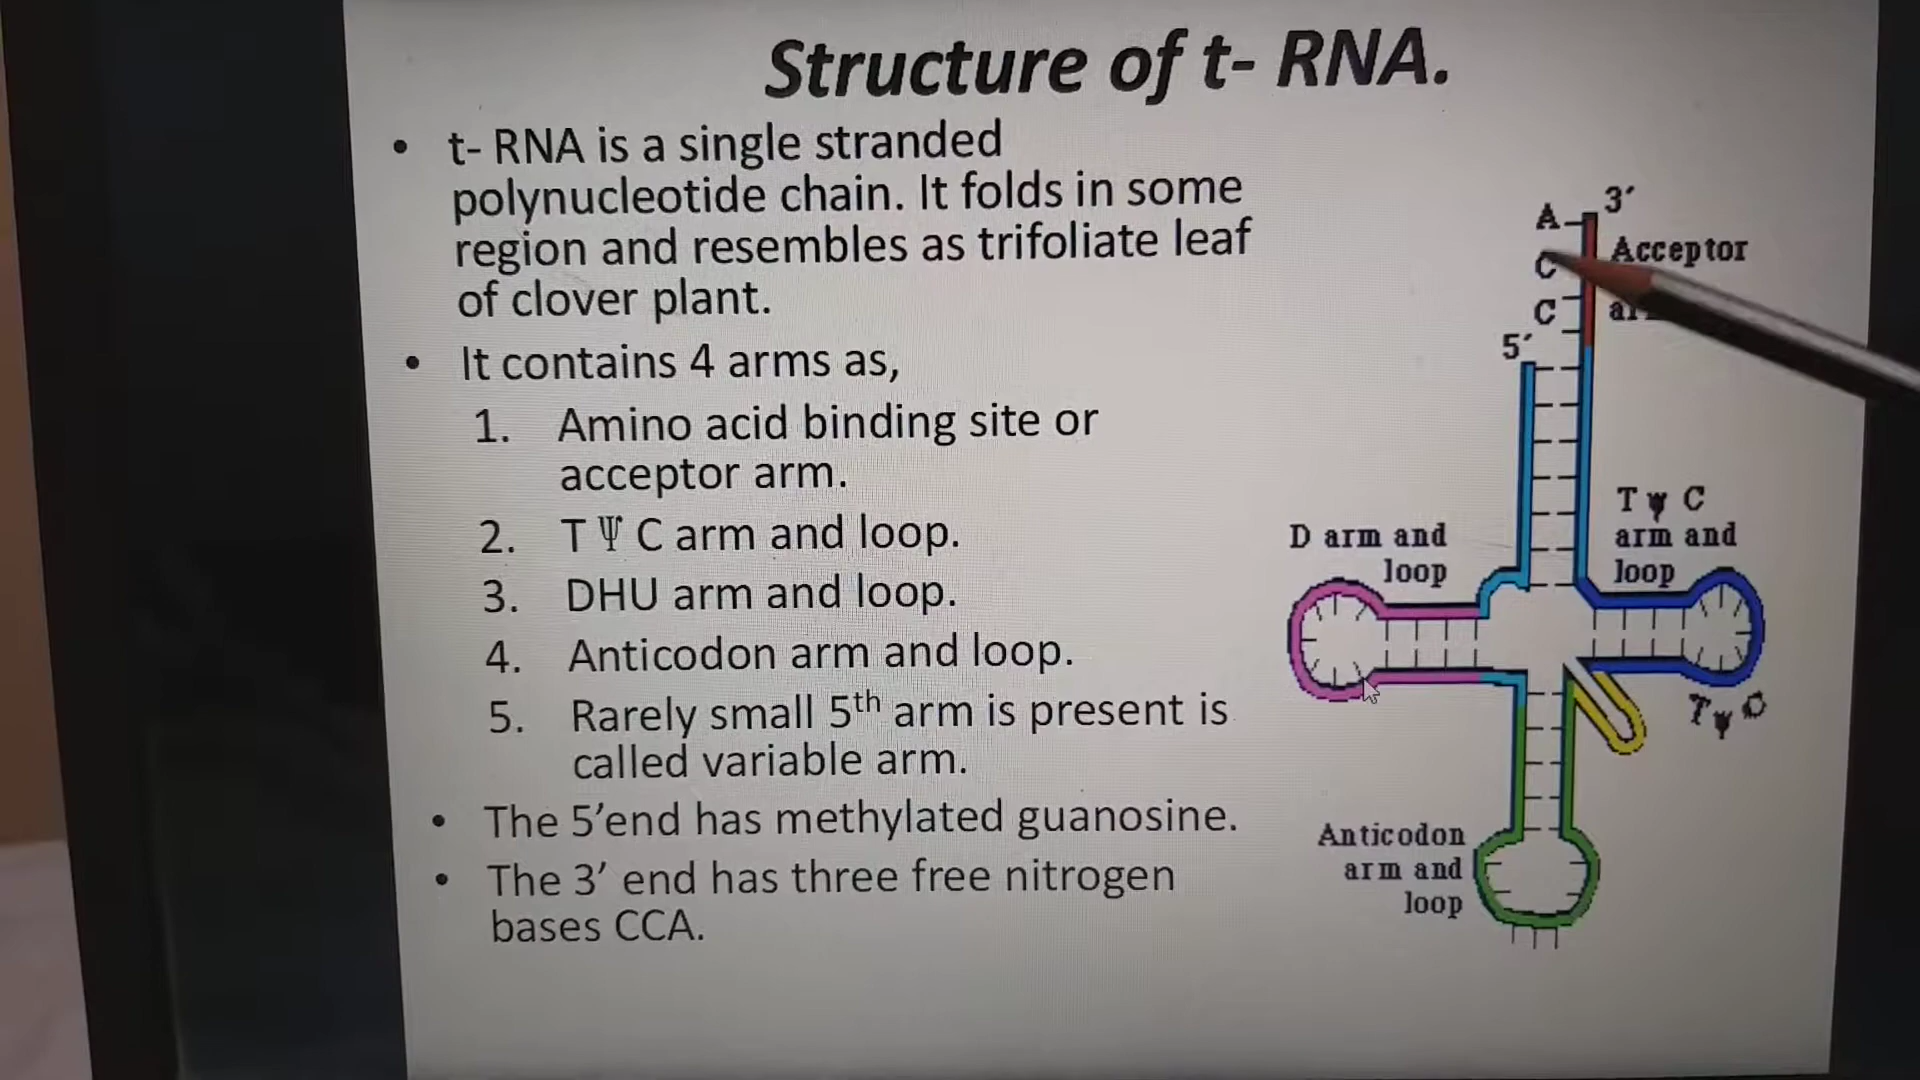 Structure of t- RNA.
• t- RNA is a single stranded
polynucleotide chain. It folds in some
region and resembles as trifoliate leaf
of clover plant.
• It contains 4 arms as,
1. Amino acid binding site or
acceptor arm.
2. T Ψ C arm and loop.
3. DHU arm and loop.
4. Anticodon arm and loop.
5. Rarely small 5th arm is present is
called variable arm.
• The 5’end has methylated guanosine.
• The 3’ end has three free nitrogen
bases CCA.
3′
A
C
C
5′
Acceptor
D arm and
loop
T Ψ C
arm and
loop
T Ψ C
Anticodon
arm and
loop